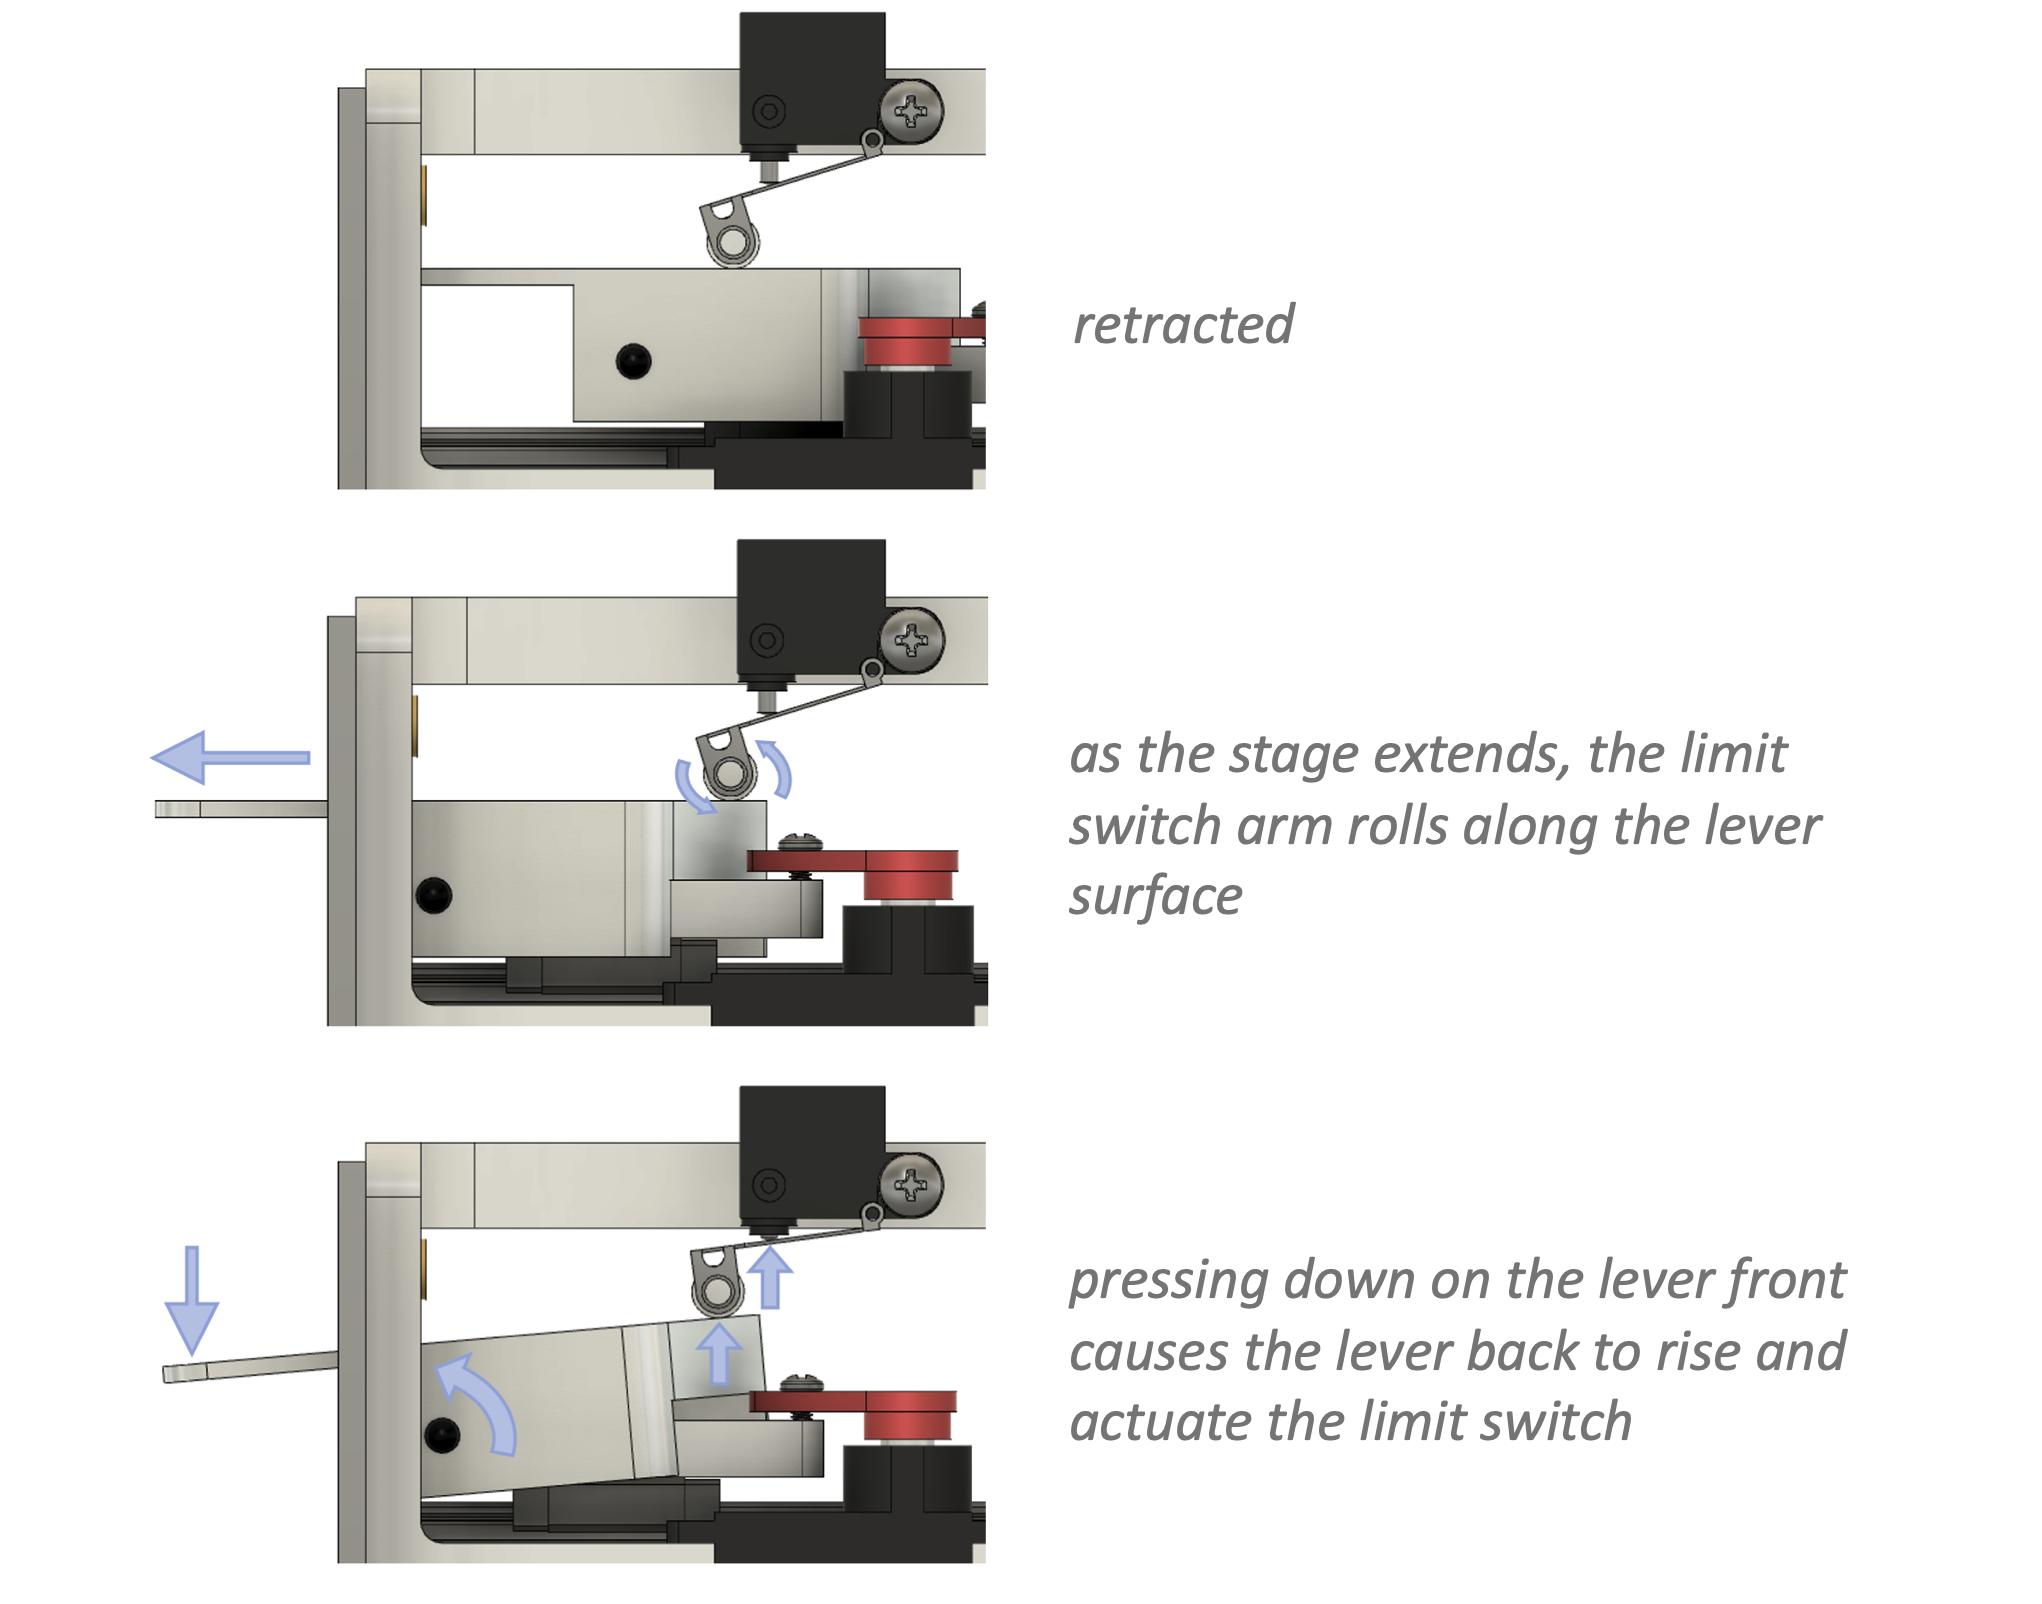 retracted
as the stage extends, the limit
switch arm rolls along the lever
surface
pressing down on the lever front
causes the lever back to rise and
actuate the limit switch